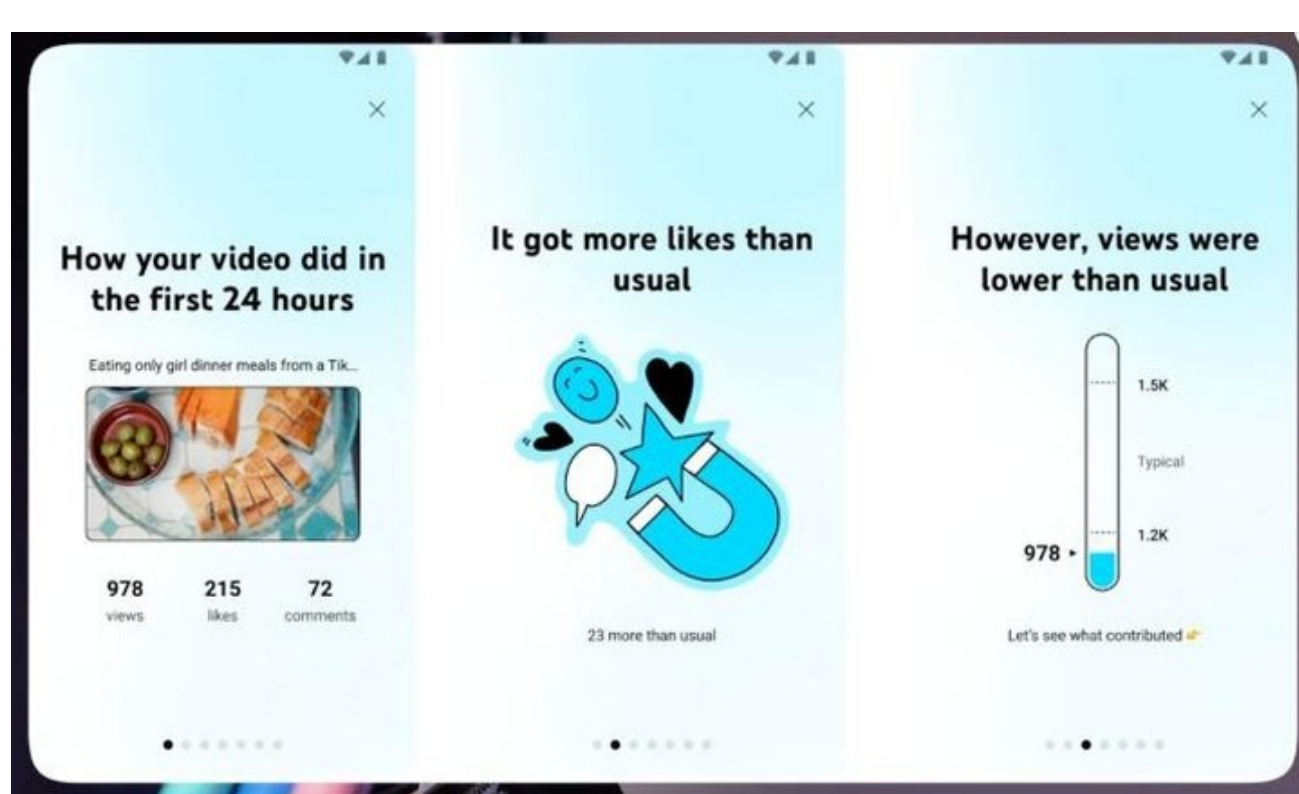 How your video did in
the first 24 hours
Eating only girl dinner meals from a Tik...
978
215
72
views
likes
comments
It got more likes than
usual
23 more than usual
However, views were
lower than usual
1.5K
Typical
1.2K
978
Let's see what contributed 👉